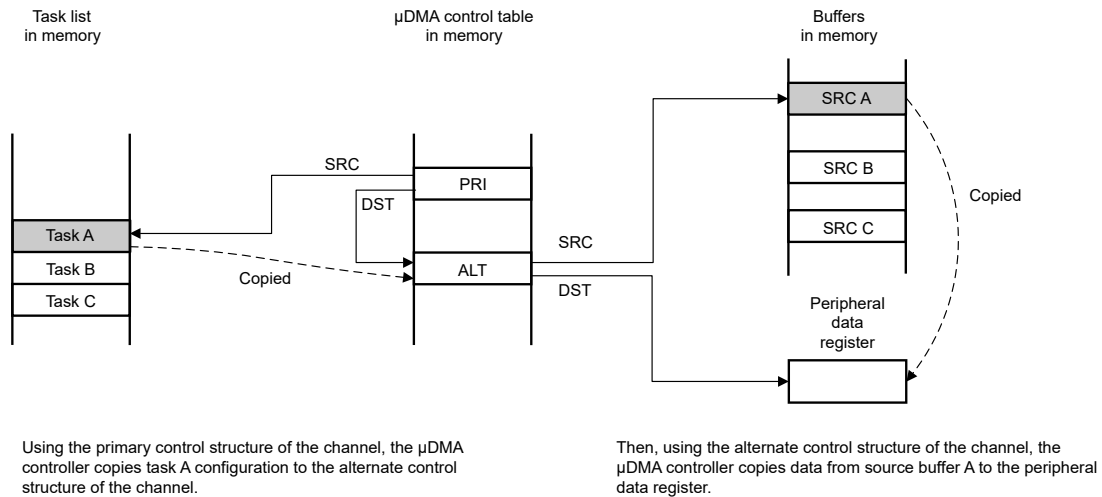 Task list
in memory
µDMA control table
in memory
Buffers
in memory
SRC A
SRC
PRI
SRC B
DST
Copied
SRC C
Task A
SRC
ALT
Task B
Copied
DST
Task C
Peripheral
data
register
Using the primary control structure of the channel, the µDMA
controller copies task A configuration to the alternate control
structure of the channel.
Then, using the alternate control structure of the channel, the
µDMA controller copies data from source buffer A to the peripheral
data register.